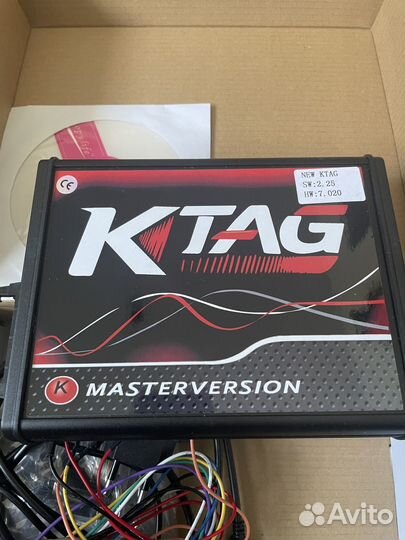 NEW KTAG
SW:2.25
HW:7.020
CE
KTAG
K MASTERVERSION
Avito